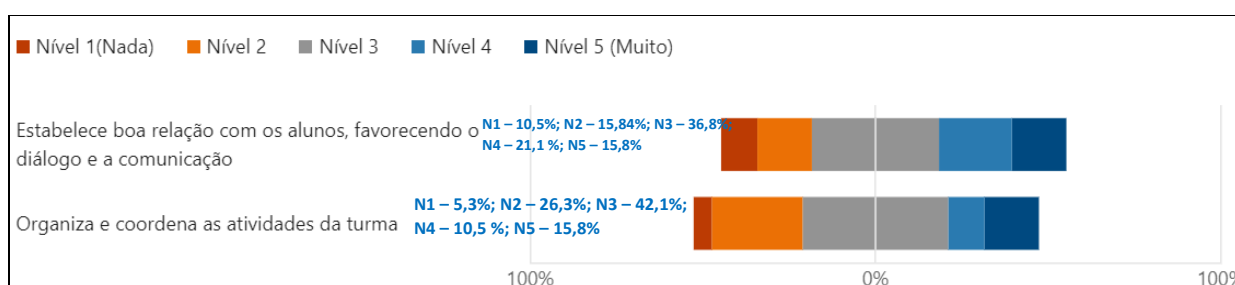 Nível 1(Nada) Nível 2 Nível 3 Nível 4 Nível 5 (Muito)
Estabelece boa relação com os alunos, favorecendo o
diálogo e a comunicação
N1 – 10,5%; N2 – 15,84%; N3 – 36,8%;
N4 – 21,1 %; N5 – 15,8%
Organiza e coordena as atividades da turma
N1 – 5,3%; N2 – 26,3%; N3 – 42,1%;
N4 – 10,5 %; N5 – 15,8%
100% 0% 100%